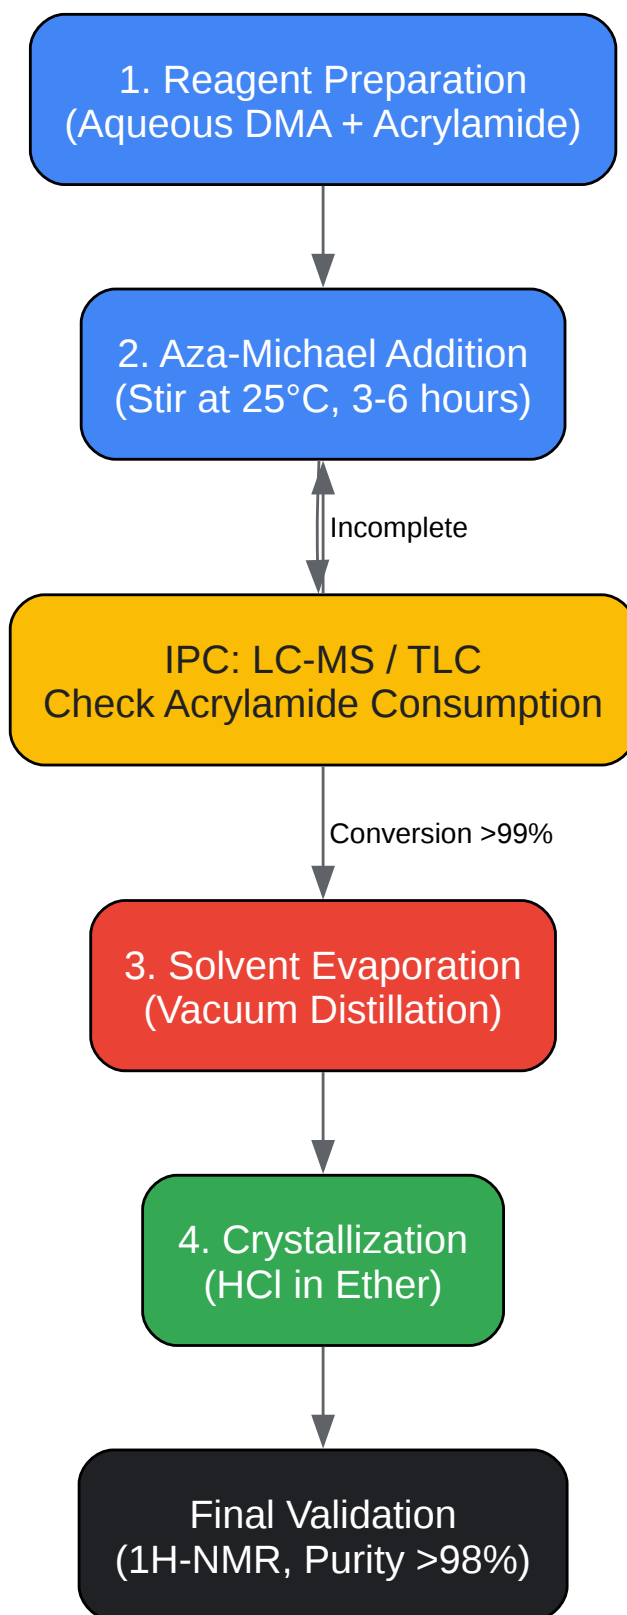 1. Reagent Preparation
(Aqueous DMA + Acrylamide)
2. Aza-Michael Addition
(Stir at 25°C, 3-6 hours)
Incomplete
IPC: LC-MS / TLC
Check Acrylamide Consumption
Conversion >99%
3. Solvent Evaporation
(Vacuum Distillation)
4. Crystallization
(HCl in Ether)
Final Validation
(1H-NMR, Purity >98%)